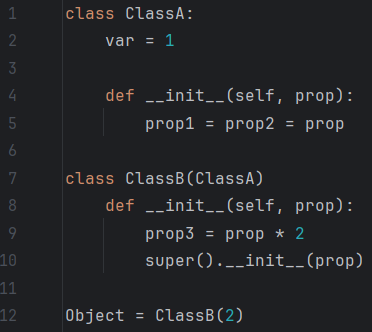 1 class ClassA:
2     var = 1
3
4     def __init__(self, prop):
5         prop1 = prop2 = prop
6
7 class ClassB(ClassA)
8     def __init__(self, prop):
9         prop3 = prop * 2
10         super().__init__(prop)
11
12 Object = ClassB(2)